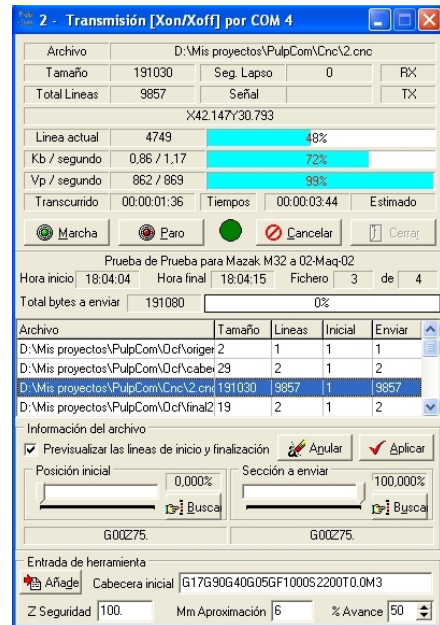 2 - Transmisión [Xon/Xoff] por COM 4
Archivo D:\Mis proyectos\PulpCom\Cnc\2.cnc
Tamaño 191030 Seg. Lapso 0 RX
Total Lineas 9857 Señal TX
X42.147Y30.793
Linea actual 4749 48%
Kb / segundo 0,86 / 1,17 72%
Vp / segundo 862 / 869 99%
Transcurrido 00:00:01:36 Tiempos 00:00:03:44 Estimado
Marcha Paro Cancelar Cerrar
Prueba de Prueba para Mazak M32 a 02-Maq-02
Hora inicio 18:04:04 Hora final 18:04:15 Fichero 3 de 4
Total bytes a enviar 191080 0%
Archivo Tamaño Lineas Inicial Enviar
D:\Mis proyectos\PulpCom\Ocf\origer 2 1 1 1
D:\Mis proyectos\PulpCom\Ocf\cabe 29 2 1 2
D:\Mis proyectos\PulpCom\Cnc\2.cn 191030 9857 1 9857
D:\Mis proyectos\PulpCom\Ocf\final2 19 2 1 2
Información del archivo
Previsualizar las lineas de inicio y finalización Anular Aplicar
Posición inicial 0,000% Sección a enviar 100,000%
Busca Busca
G00Z75. G00Z75.
Entrada de herramienta
Añade Cabecera inicial G17G90G40G05GF1000S2200T0.0M3
Z Seguridad 100. Mm Aproximación 6 % Avance 50